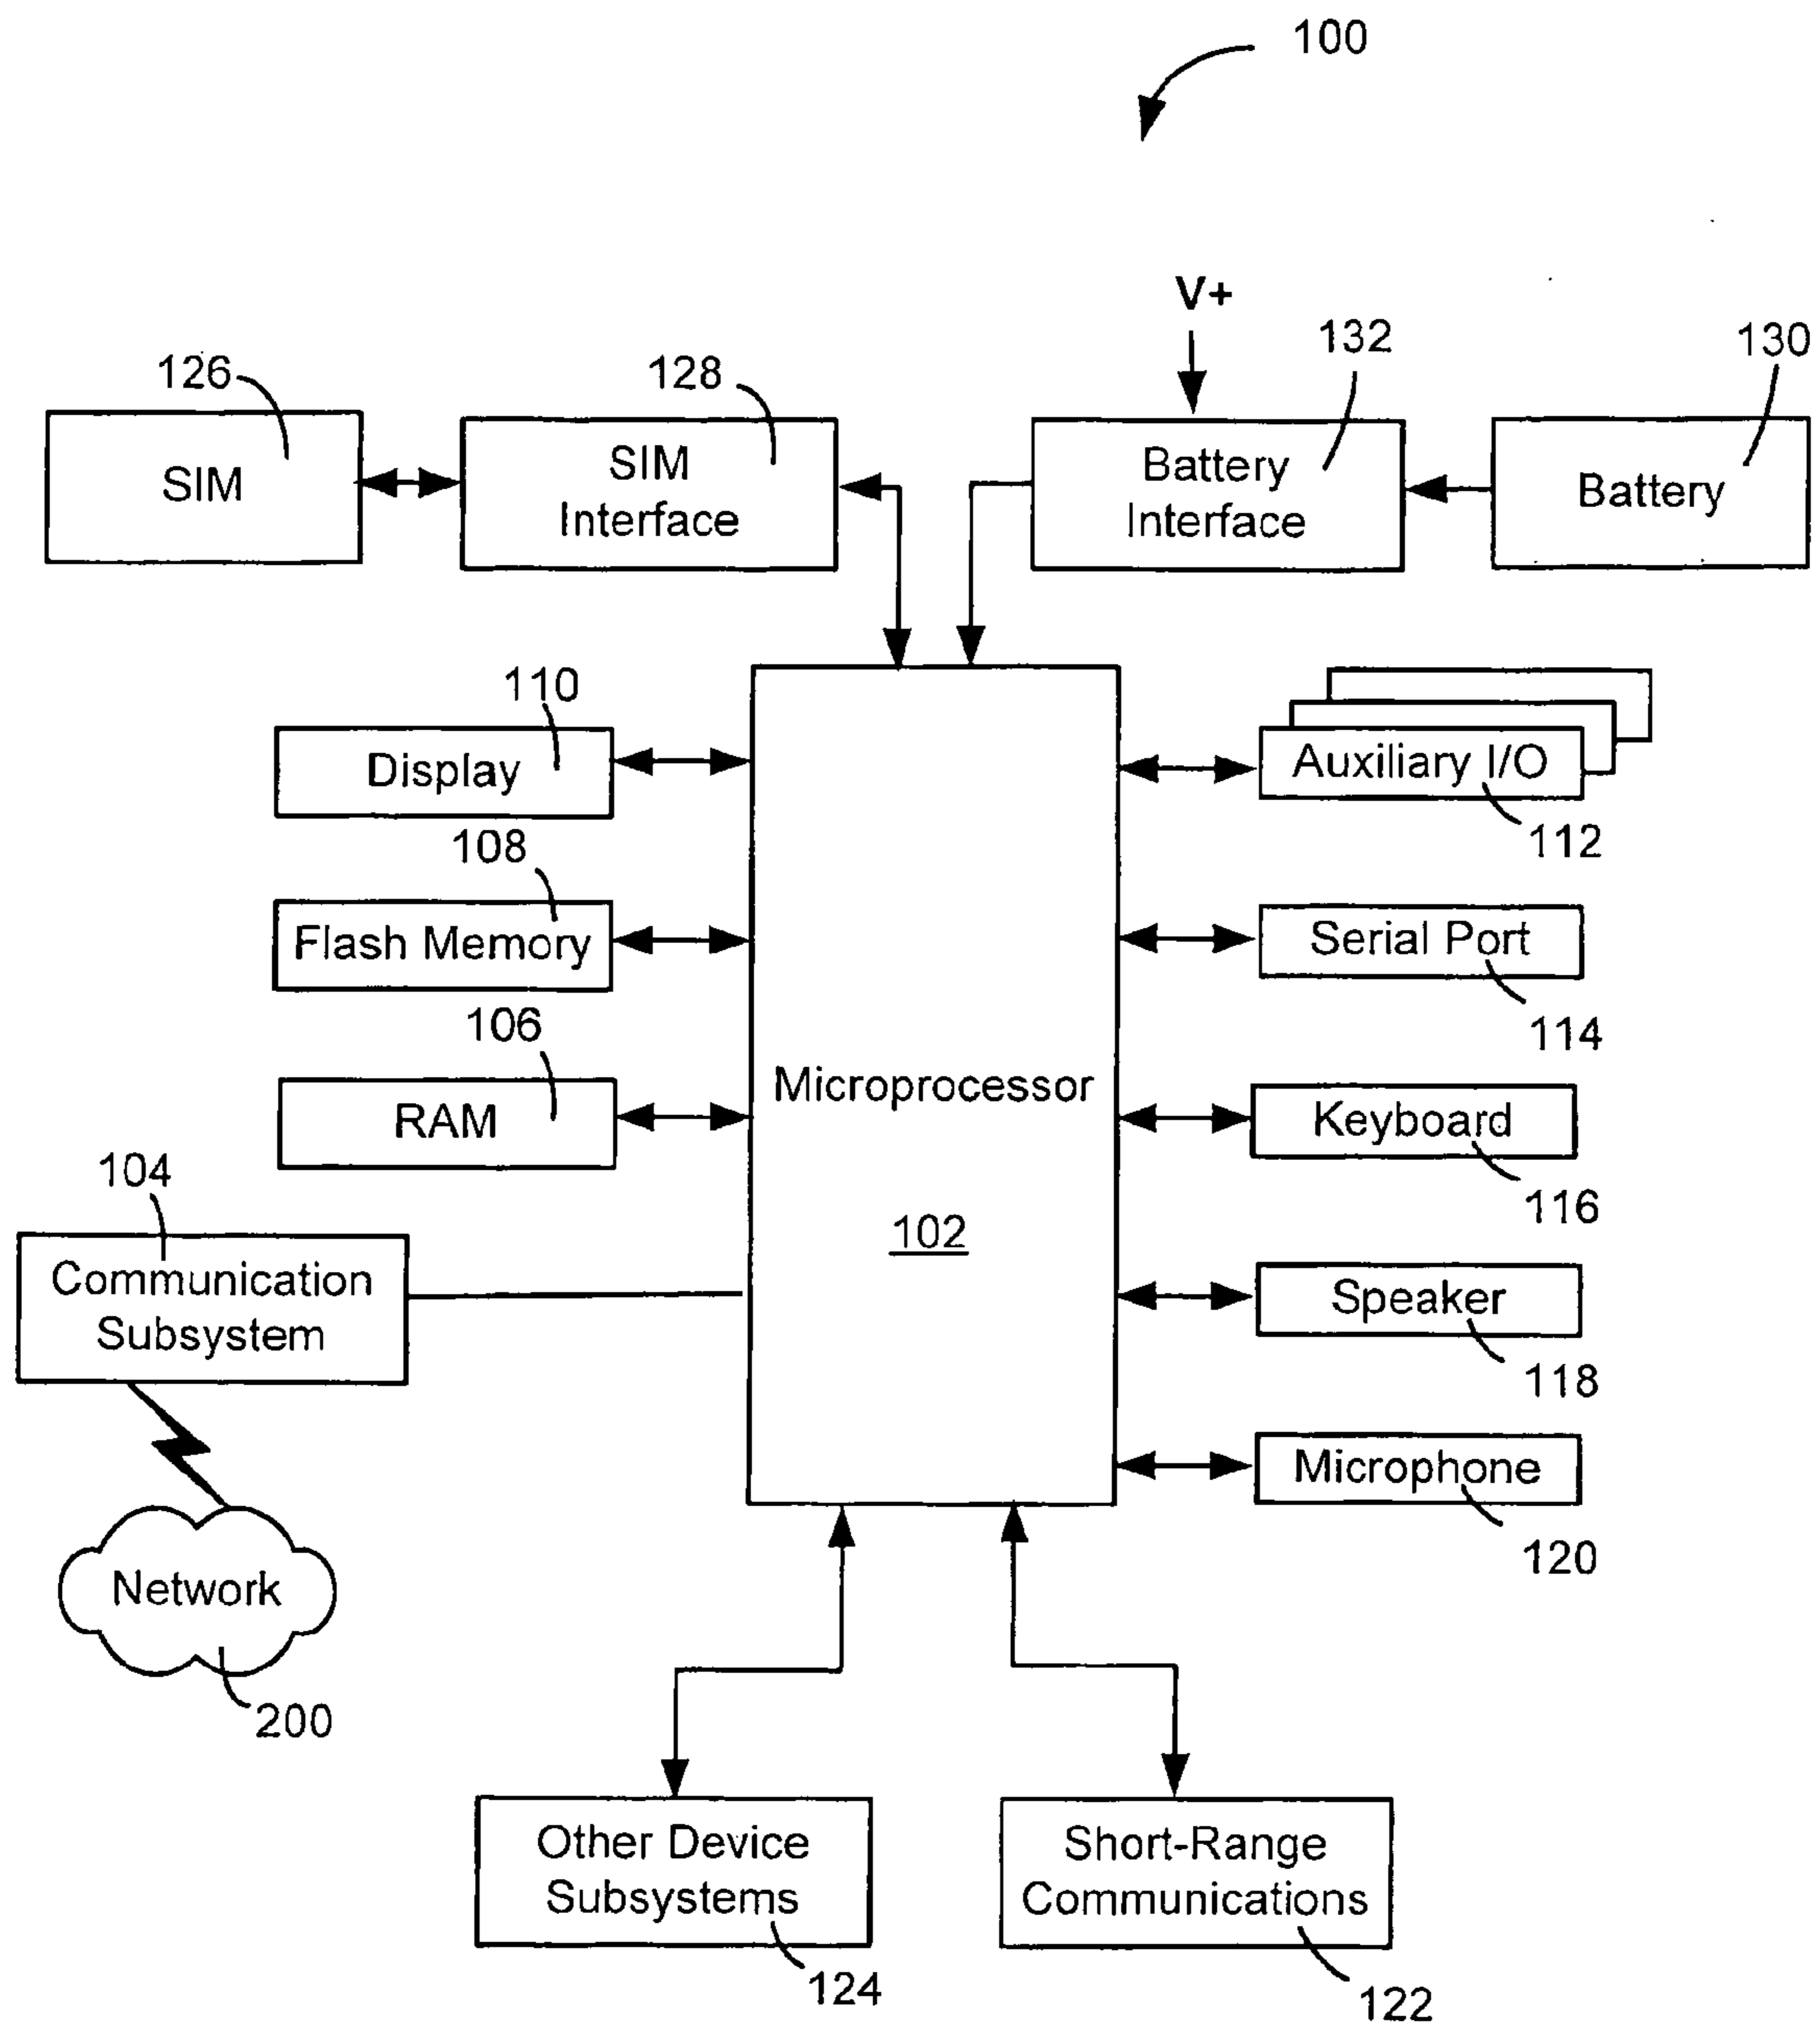 100
V+
132
130
126
128
SIM
SIM
Interface
Battery
Interface
Battery
110
Display
Auxiliary I/O
112
108
Flash Memory
Serial Port
114
106
RAM
Microprocessor
102
Keyboard
116
104
Communication
Subsystem
Speaker
118
Microphone
120
Network
200
Other Device
Subsystems
124
Short-Range
Communications
122